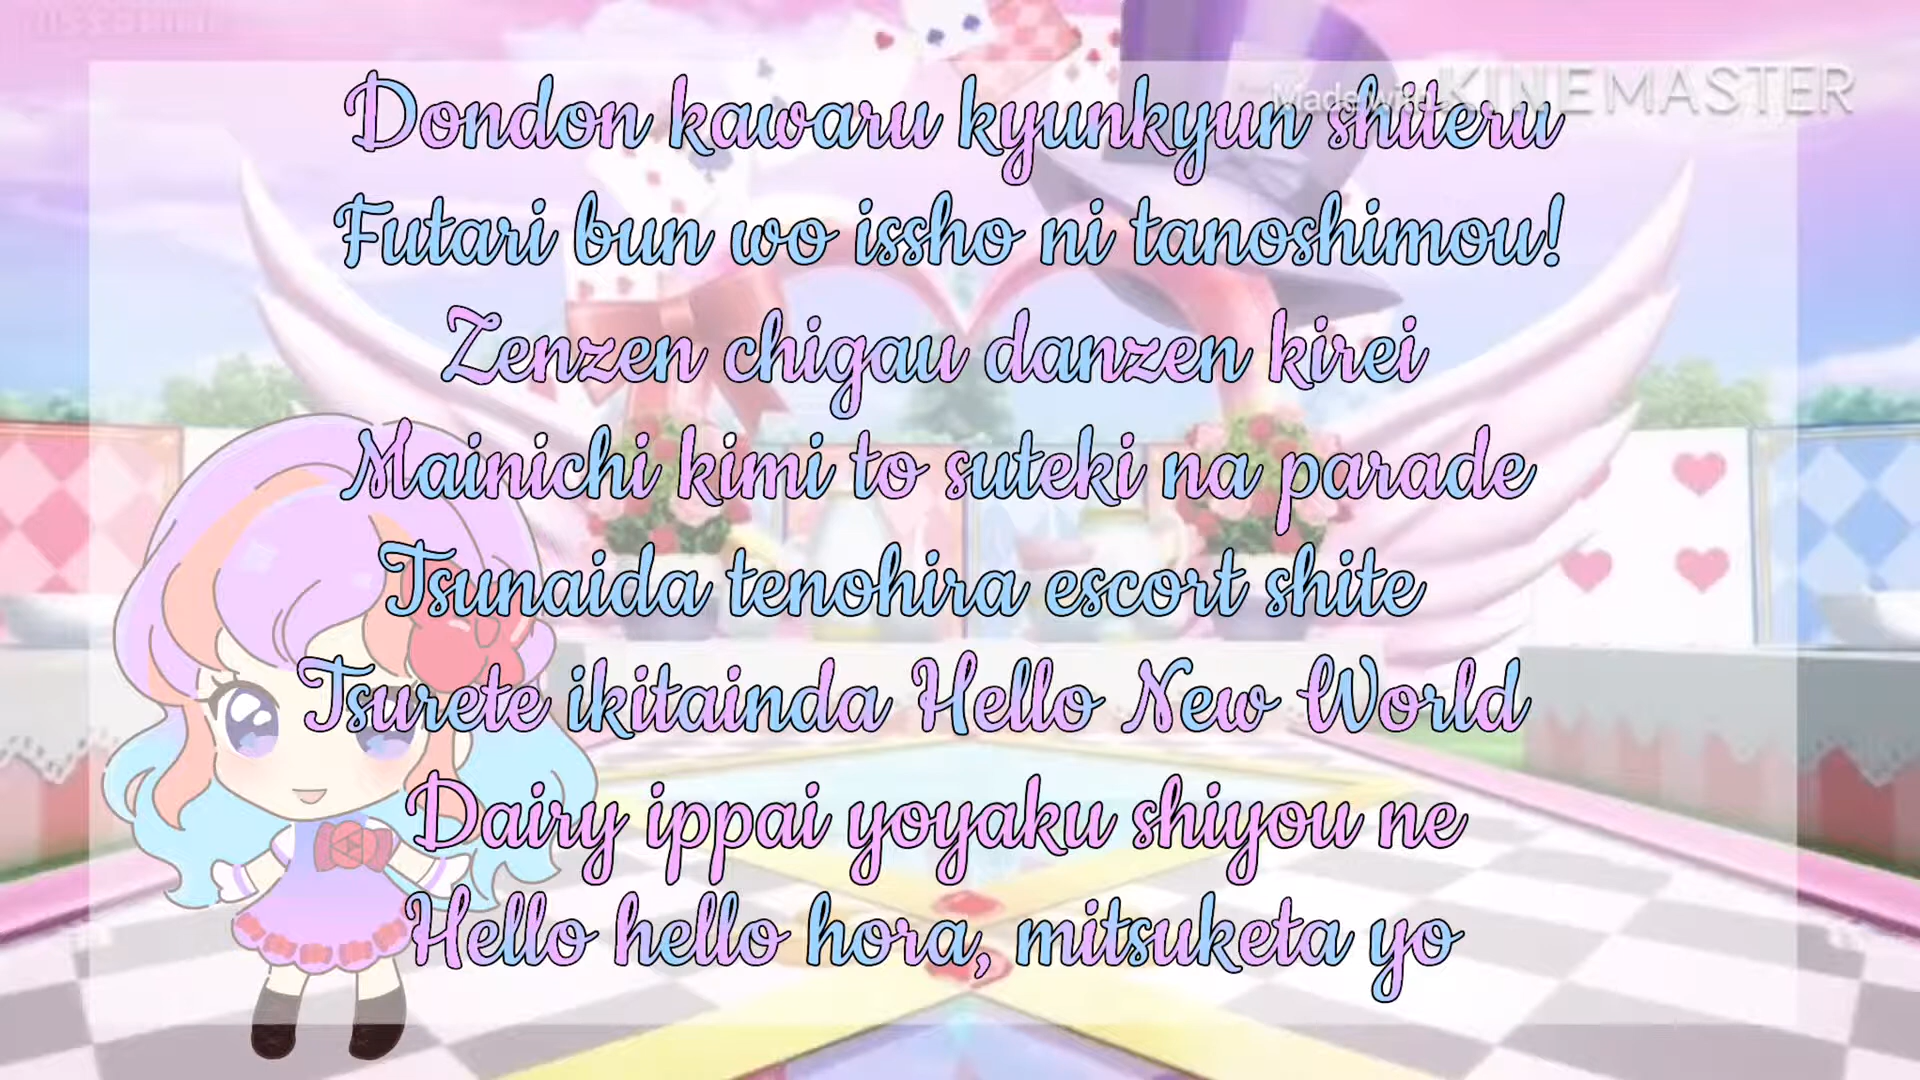 Made with KINEMASTER
Dondon kawaru kyunkyun shiteru
Futari bun wo issho ni tanoshimou!
Zenzen chigau danzen kirei
Mainichi kimi to suteki na parade
Tsunaida tenohira escort shite
Tsurete ikitainda Hello New World
Dairy ippai yoyaku shiyou ne
Hello hello hora, mitsuketa yo